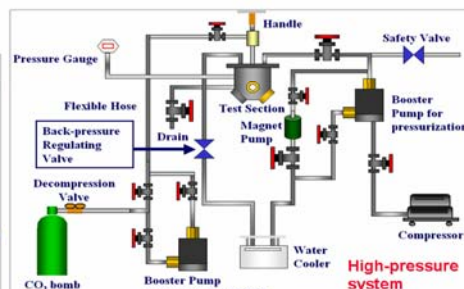 Handle
Safety Valve
Pressure Gauge
Flexible Hose
Test Section
Booster
Pump for
pressurization
Drain
Magnet
Pump
Back-pressure
Regulating
Valve
Decompression
Valve
Compressor
Water
Cooler
CO₂ bomb
Booster Pump
High-pressure
system